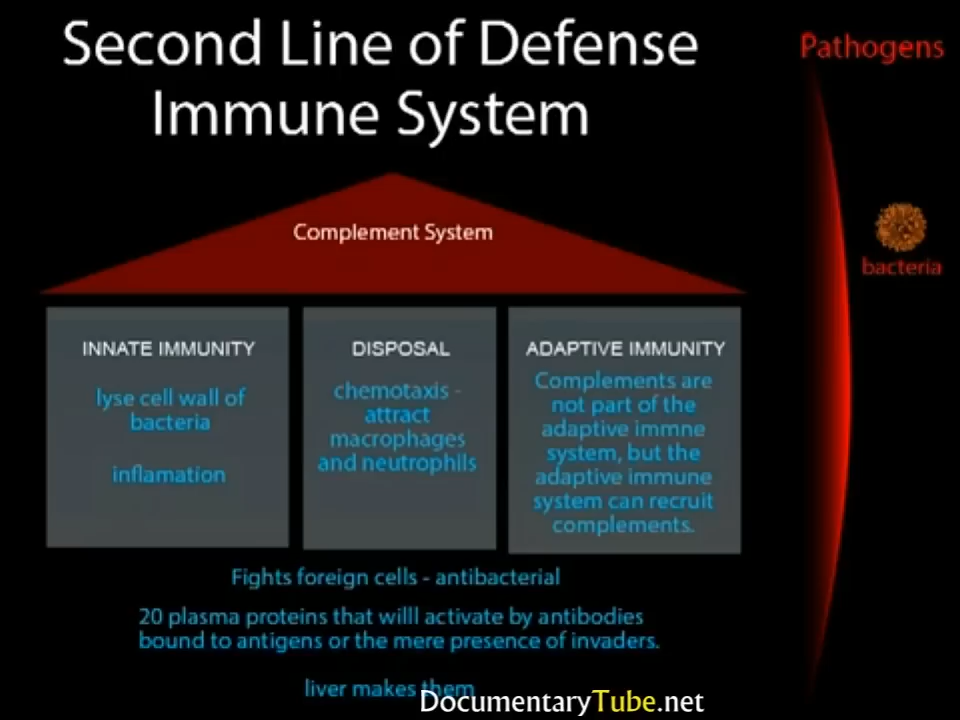 Second Line of Defense
Immune System
Pathogens
Complement System
bacteria
INNATE IMMUNITY
lyse cell wall of
bacteria
inflamation
DISPOSAL
chemotaxis -
attract
macrophages
and neutrophils
ADAPTIVE IMMUNITY
Complements are
not part of the
adaptive immne
system, but the
adaptive immune
system can recruit
complements.
Fights foreign cells - antibacterial
20 plasma proteins that willl activate by antibodies
bound to antigens or the mere presence of invaders.
liver makes them
DocumentaryTube.net